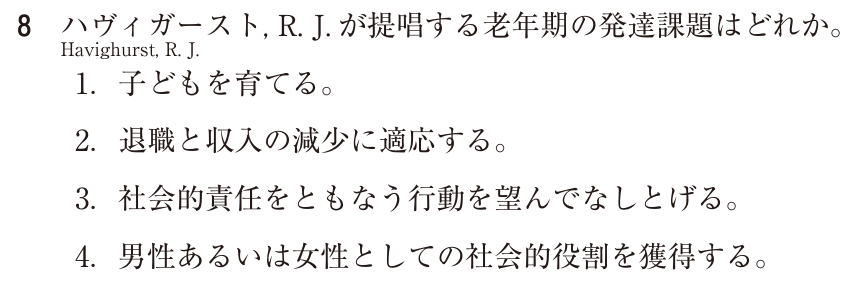 8 ハヴィガースト, R. J. が提唱する老年期の発達課題はどれか。
Havighurst, R. J.
1. 子どもを育てる。
2. 退職と収入の減少に適応する。
3. 社会的責任をともなう行動を望んでなしとげる。
4. 男性あるいは女性としての社会的役割を獲得する。